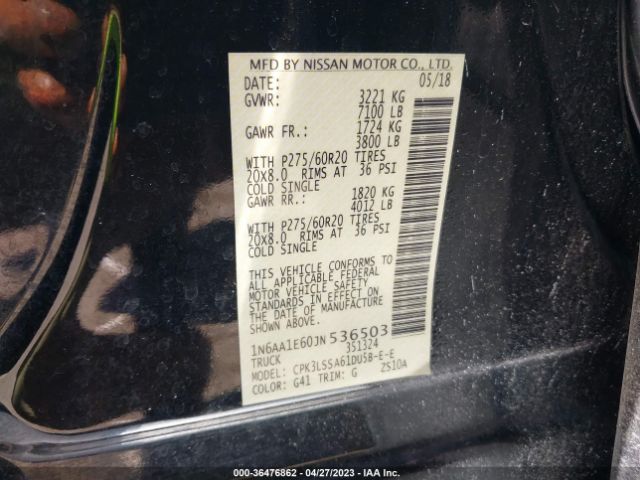 MFD BY NISSAN MOTOR CO., LTD.
DATE: 05/18
GVWR: 3221 KG
7100 LB
GAWR FR.: 1724 KG
3800 LB
WITH P275/60R20 TIRES
20x8.0 RIMS AT 36 PSI
COLD SINGLE
GAWR RR.: 1820 KG
4012 LB
WITH P275/60R20 TIRES
20x8.0 RIMS AT 36 PSI
COLD SINGLE
THIS VEHICLE CONFORMS TO
ALL APPLICABLE FEDERAL
MOTOR VEHICLE SAFETY
STANDARDS IN EFFECT ON
THE DATE OF MANUFACTURE
SHOWN ABOVE.
1N6AA1E60JN536503
TRUCK 351324
MODEL: CPK3LSSA61DU5B-E-E
COLOR: G41 TRIM: G ZS10A
000-36476862 - 04/27/2023 - IAA Inc.